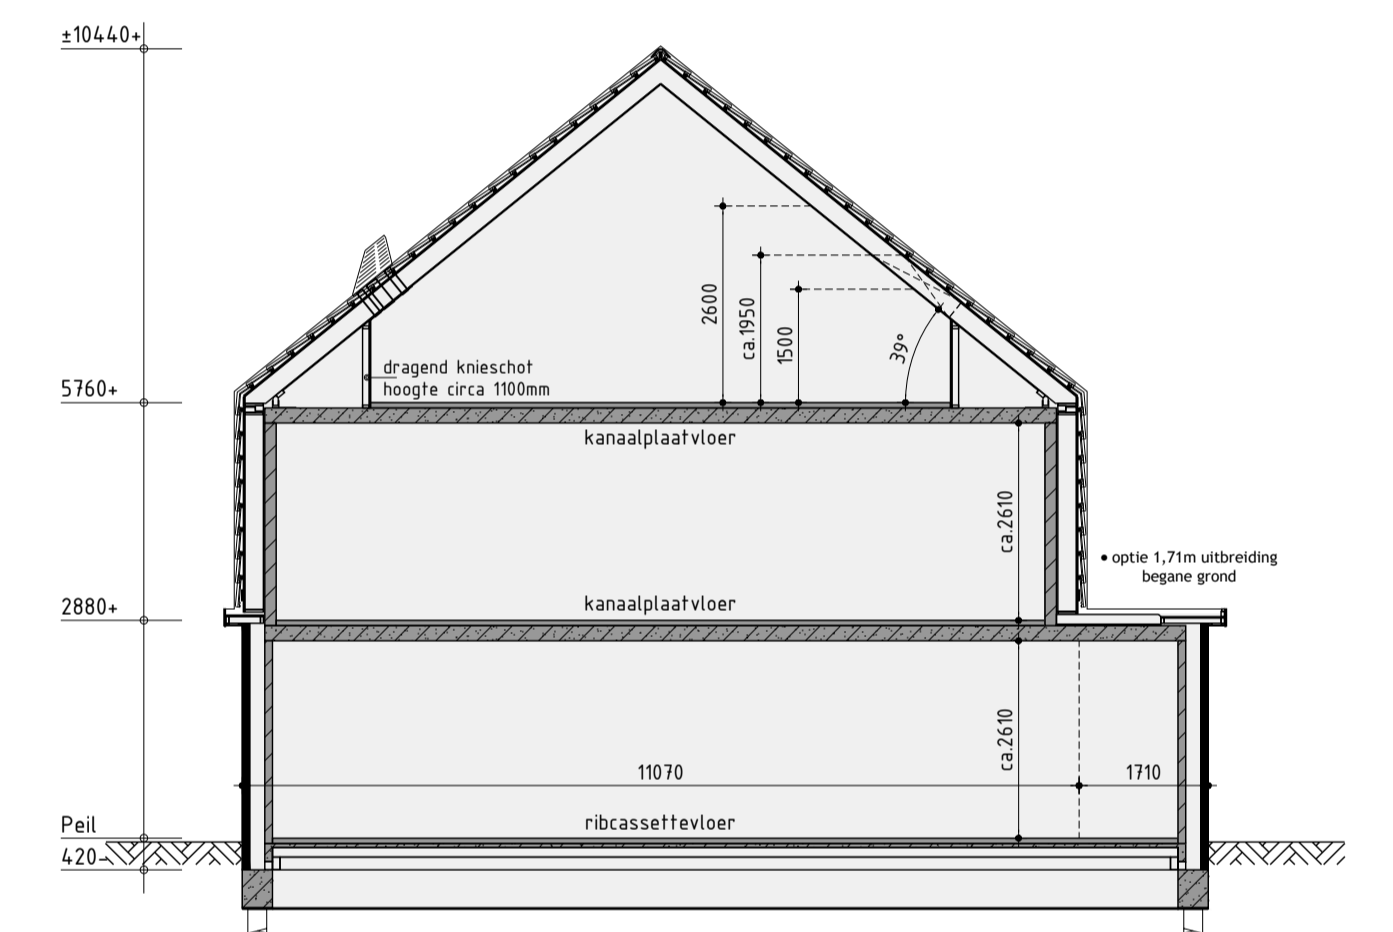 ±10440+
2600
ca.1950
1500
39°
dragend knieschot
hoogte circa 1100mm
5760+
kanaalplaatvloer
ca.2610
• optie 1,71m uitbreiding
begane grond
2880+
kanaalplaatvloer
ca.2610
11070
1710
Peil
ribcassettevloer
420-